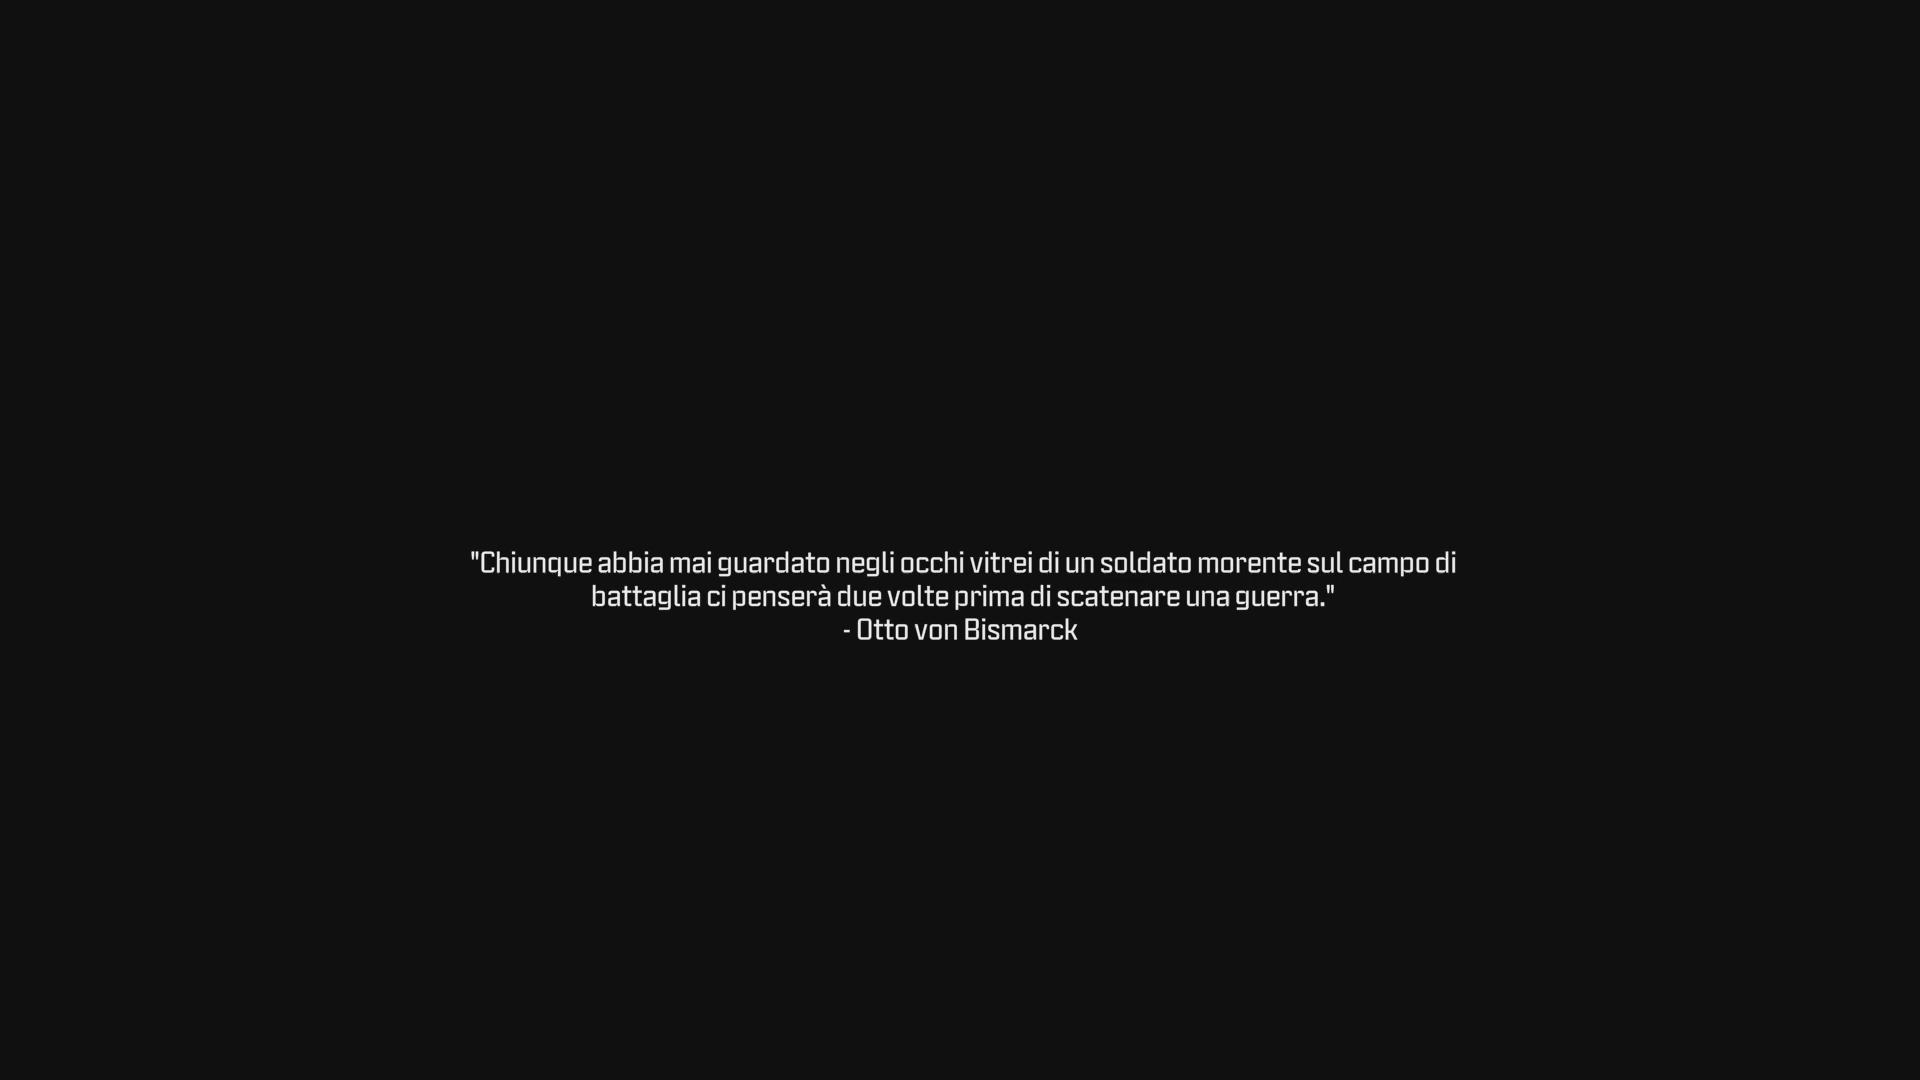 "Chiunque abbia mai guardato negli occhi vitrei di un soldato morente sul campo di
battaglia ci penserà due volte prima di scatenare una guerra."
- Otto von Bismarck